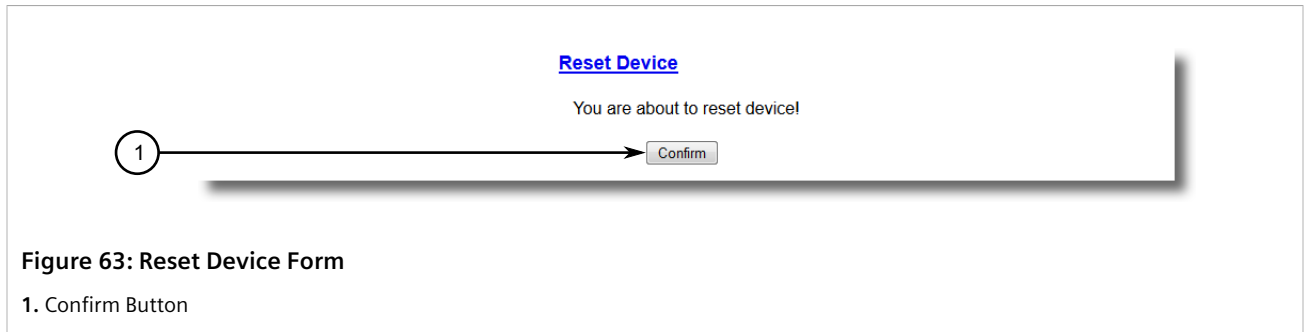 Reset Device
You are about to reset device!
1
Confirm
Figure 63: Reset Device Form
1. Confirm Button